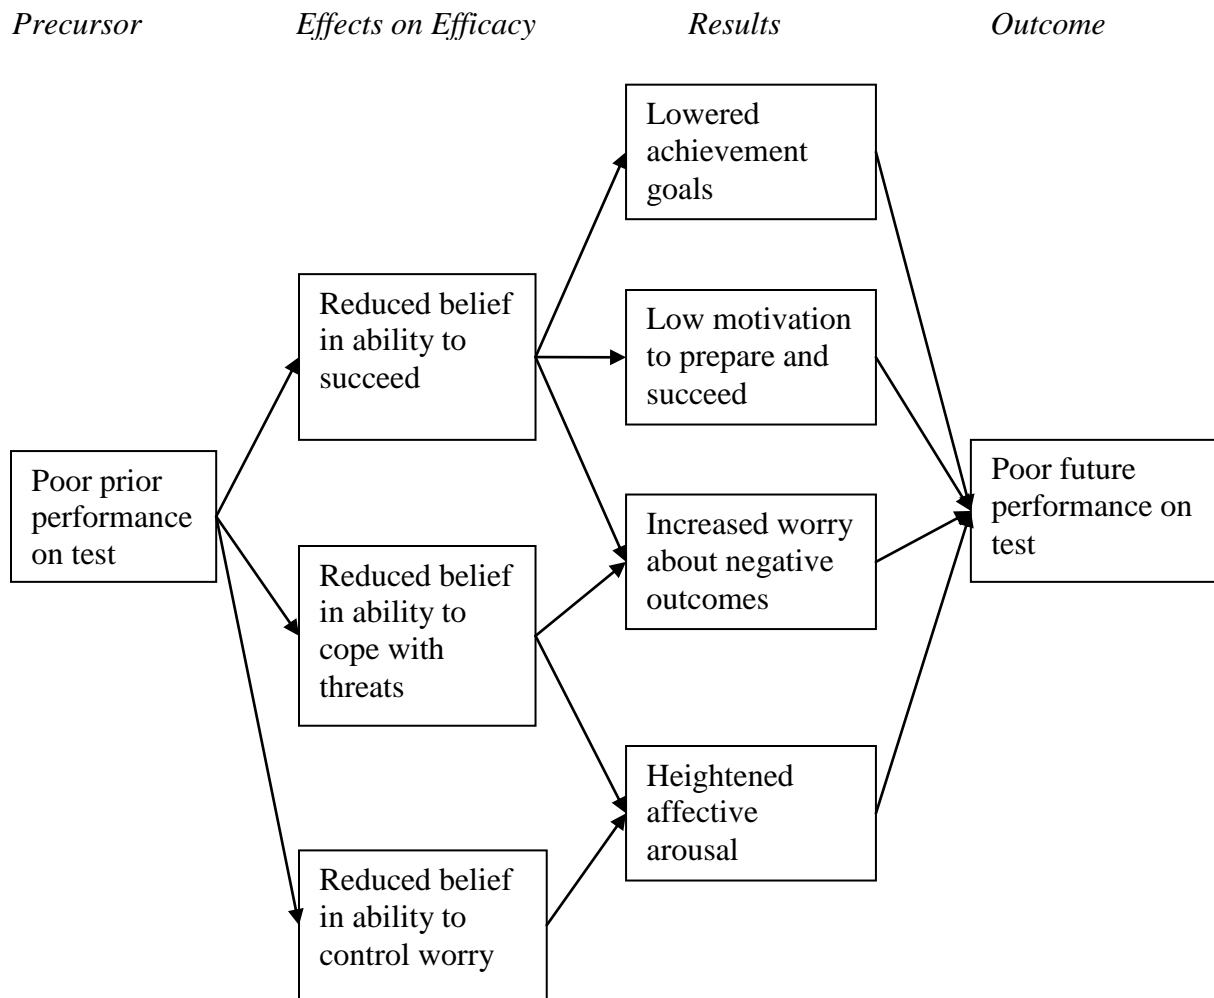 Precursor
Effects on Efficacy
Results
Outcome
Poor prior
performance
on test
Reduced belief
in ability to
succeed
Reduced belief
in ability to
cope with
threats
Reduced belief
in ability to
control worry
Lowered
achievement
goals
Low motivation
to prepare and
succeed
Increased worry
about negative
outcomes
Heightened
affective
arousal
Poor future
performance on
test